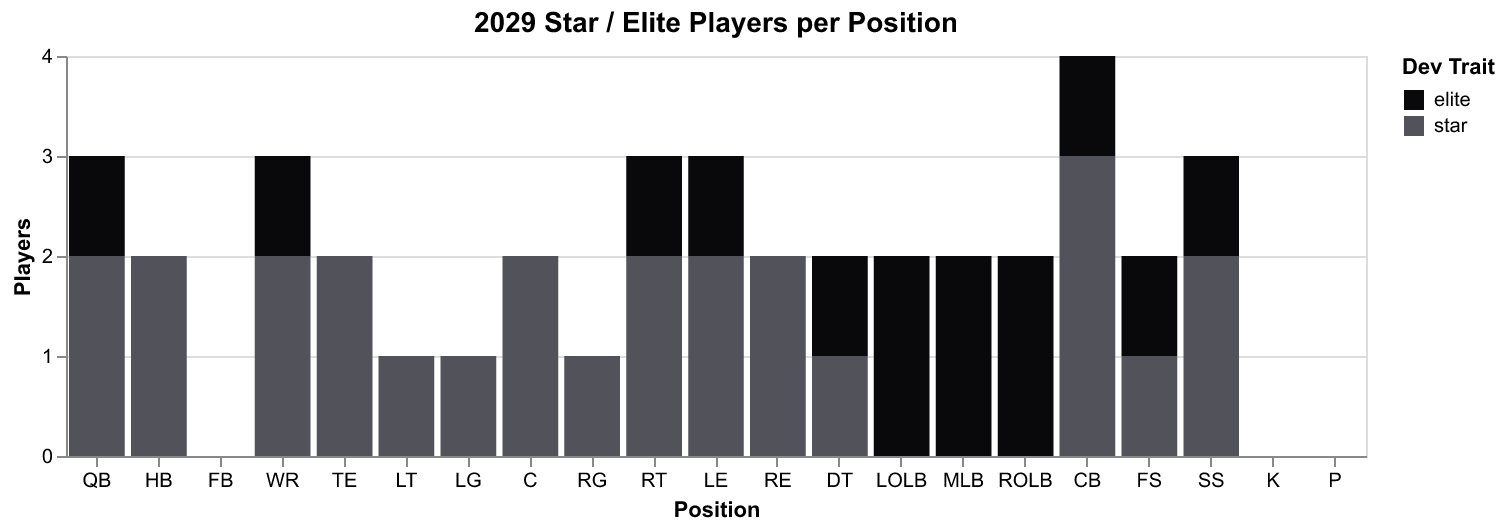 2029 Star / Elite Players per Position
Players
4
3
2
1
0
QB HB FB WR TE LT LG C RG RT LE RE DT LOLB MLB ROLB CB FS SS K P
Position
Dev Trait
elite
star